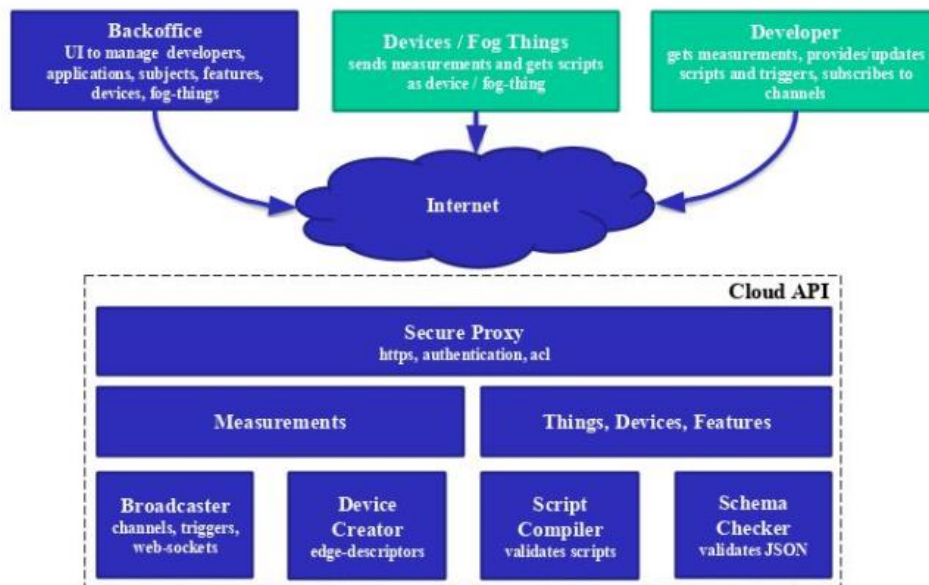 Backoffice
UI to manage developers,
applications, subjects, features,
devices, fog-things
Devices / Fog Things
sends measurements and gets scripts
as device / fog-thing
Developer
gets measurements, provides/updates
scripts and triggers, subscribes to
channels
Internet
Cloud API
Secure Proxy
https, authentication, acl
Measurements
Things, Devices, Features
Broadcaster
channels, triggers,
web-sockets
Device
Creator
edge-descriptors
Script
Compiler
validates scripts
Schema
Checker
validates JSON